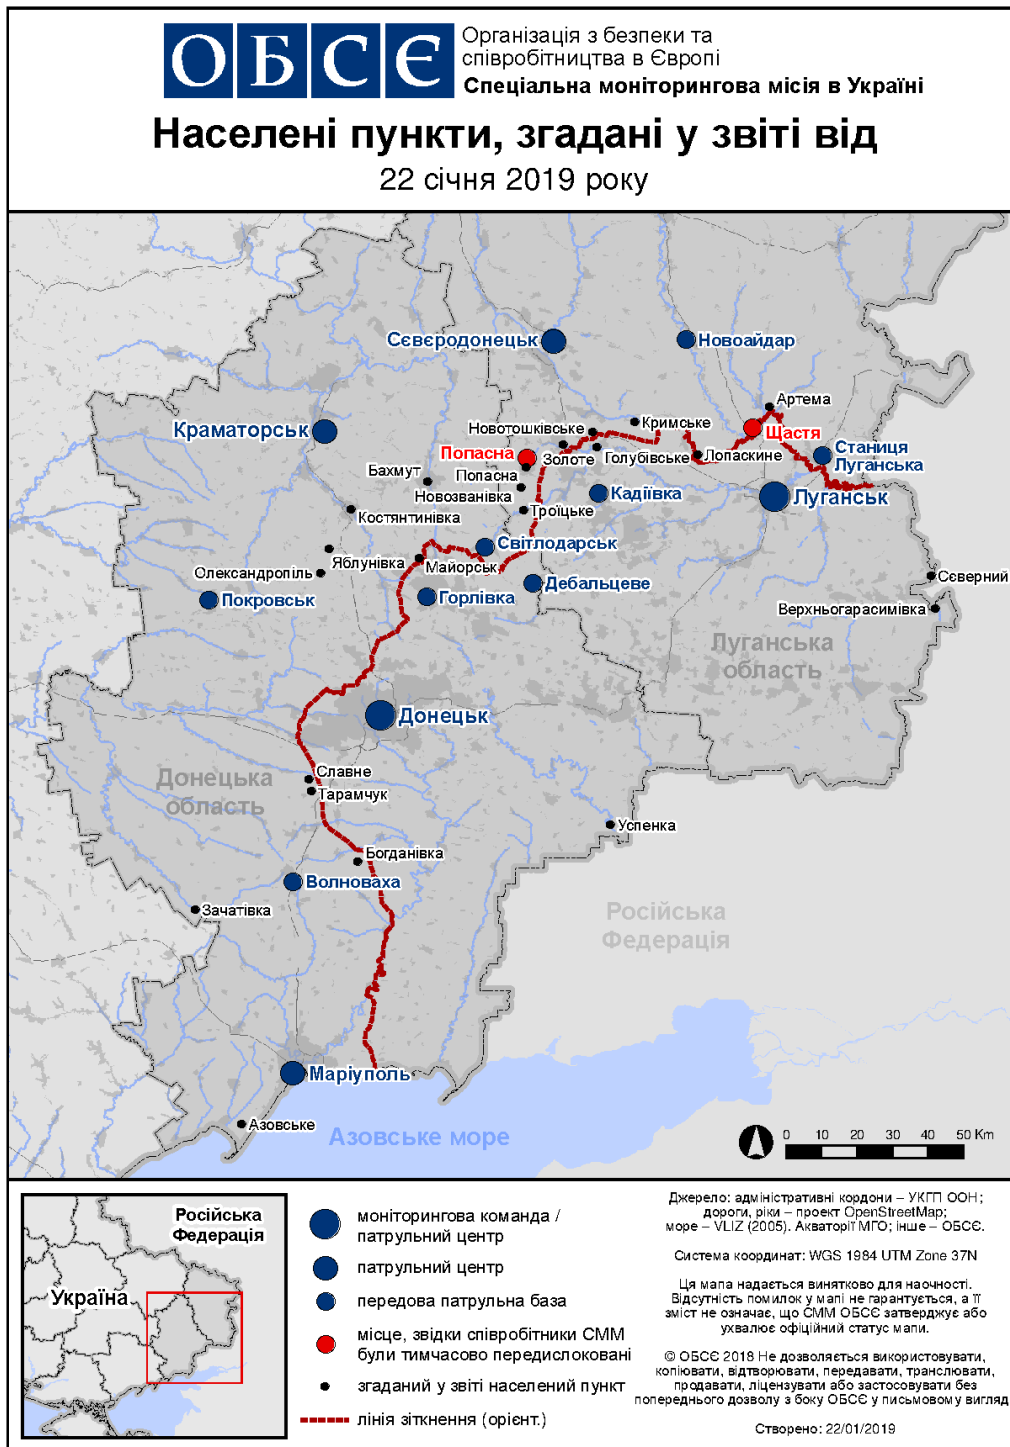 ОБСЄ
Організація з безпеки та
співробітництва в Європі
Спеціальна моніторингова місія в Україні
Населені пункти, згадані у звіті від
22 січня 2019 року
Сєвєродонецьк
Новоайдар
Артема
Кримське
Новотошківське
Щастя
Краматорськ
Попасна
Золоте
Голубівське
Лопаскине
Станиця
Луганська
Бахмут
Попасна
Новозванівка
Кадіївка
Луганськ
Костянтинівка
Троїцьке
Світлодарськ
Яблунівка
Майорськ
Олександропіль
Дебальцеве
Сєверний
Покровськ
Горлівка
Верхньогарасимівка
Луганська
область
Донецьк
Славне
Донецька
область
Тарамчук
Успенка
Богданівка
Волноваха
Зачатівка
Російська
Федерація
Маріуполь
Азовське
Азовське море
0 10 20 30 40 50 Km
Російська
Федерація
Україна
моніторингова команда /
патрульний центр
патрульний центр
передова патрульна база
місце, звідки співробітники СММ
були тимчасово передислоковані
згаданий у звіті населений пункт
лінія зіткнення (орієнт.)
Джерело: адміністративні кордони – УКГП ООН;
дороги, ріки – проект OpenStreetMap;
море – VLIZ (2005). Акваторії МГО; інше – ОБСЄ.
Система координат: WGS 1984 UTM Zone 37N
Ця мапа надається винятково для наочності.
Відсутність помилок у мапі не гарантується, а її
зміст не означає, що СММ ОБСЄ затверджує або
ухвалює офіційний статус мапи.
© ОБСЄ 2018 Не дозволяється використовувати,
копіювати, відтворювати, передавати, транслювати,
продавати, ліцензувати або застосовувати без
попереднього дозволу з боку ОБСЄ у письмовому вигляд
Створено: 22/01/2019